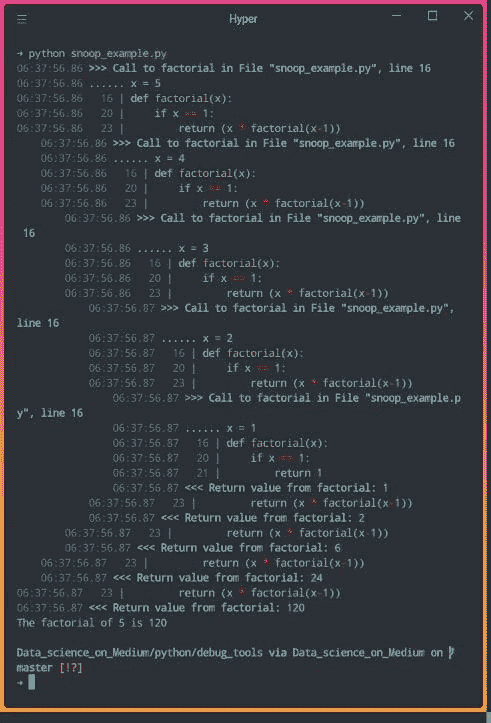 Hyper
→ python snoop_example.py
06:37:56.86 >>> Call to factorial in File "snoop_example.py", line 16
06:37:56.86 ...... x = 5
06:37:56.86   16 | def factorial(x):
06:37:56.86   20 |     if x == 1:
06:37:56.86   23 |         return (x * factorial(x-1))
    06:37:56.86 >>> Call to factorial in File "snoop_example.py", line 16
    06:37:56.86 ...... x = 4
    06:37:56.86   16 | def factorial(x):
    06:37:56.86   20 |     if x == 1:
    06:37:56.86   23 |         return (x * factorial(x-1))
        06:37:56.86 >>> Call to factorial in File "snoop_example.py", line
 16
        06:37:56.86 ...... x = 3
        06:37:56.86   16 | def factorial(x):
        06:37:56.86   20 |     if x == 1:
        06:37:56.86   23 |         return (x * factorial(x-1))
            06:37:56.87 >>> Call to factorial in File "snoop_example.py",
line 16
            06:37:56.87 ...... x = 2
            06:37:56.87   16 | def factorial(x):
            06:37:56.87   20 |     if x == 1:
            06:37:56.87   23 |         return (x * factorial(x-1))
                06:37:56.87 >>> Call to factorial in File "snoop_example.p
y", line 16
                06:37:56.87 ...... x = 1
                06:37:56.87   16 | def factorial(x):
                06:37:56.87   20 |     if x == 1:
                06:37:56.87   21 |         return 1
                06:37:56.87 <<< Return value from factorial: 1
            06:37:56.87   23 |         return (x * factorial(x-1))
            06:37:56.87 <<< Return value from factorial: 2
        06:37:56.87   23 |         return (x * factorial(x-1))
        06:37:56.87 <<< Return value from factorial: 6
    06:37:56.87   23 |         return (x * factorial(x-1))
    06:37:56.87 <<< Return value from factorial: 24
06:37:56.87   23 |         return (x * factorial(x-1))
06:37:56.87 <<< Return value from factorial: 120
The factorial of 5 is 120
Data_science_on_Medium/python/debug_tools via Data_science_on_Medium on
master [!?]
→